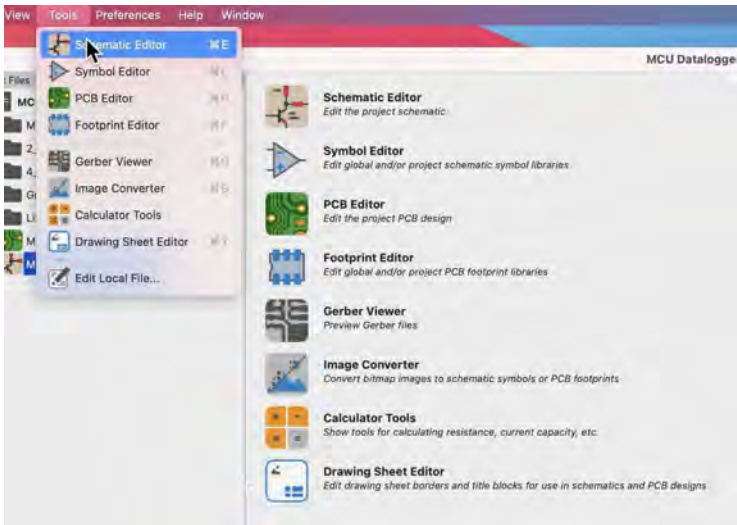 View Tools Preferences Help Window
MCU Datalogge
Schematic Editor ⌘E
Symbol Editor
PCB Editor
Footprint Editor
Gerber Viewer
Image Converter
Calculator Tools
Drawing Sheet Editor
Edit Local File...
Files
MC
M
2_
4_
G
Li
M
M
Schematic Editor
Edit the project schematic
Symbol Editor
Edit global and/or project schematic symbol libraries
PCB Editor
Edit the project PCB design
Footprint Editor
Edit global and/or project PCB footprint libraries
Gerber Viewer
Preview Gerber files
Image Converter
Convert bitmap images to schematic symbols or PCB footprints
Calculator Tools
Show tools for calculating resistance, current capacity, etc.
Drawing Sheet Editor
Edit drawing sheet borders and title blocks for use in schematics and PCB designs